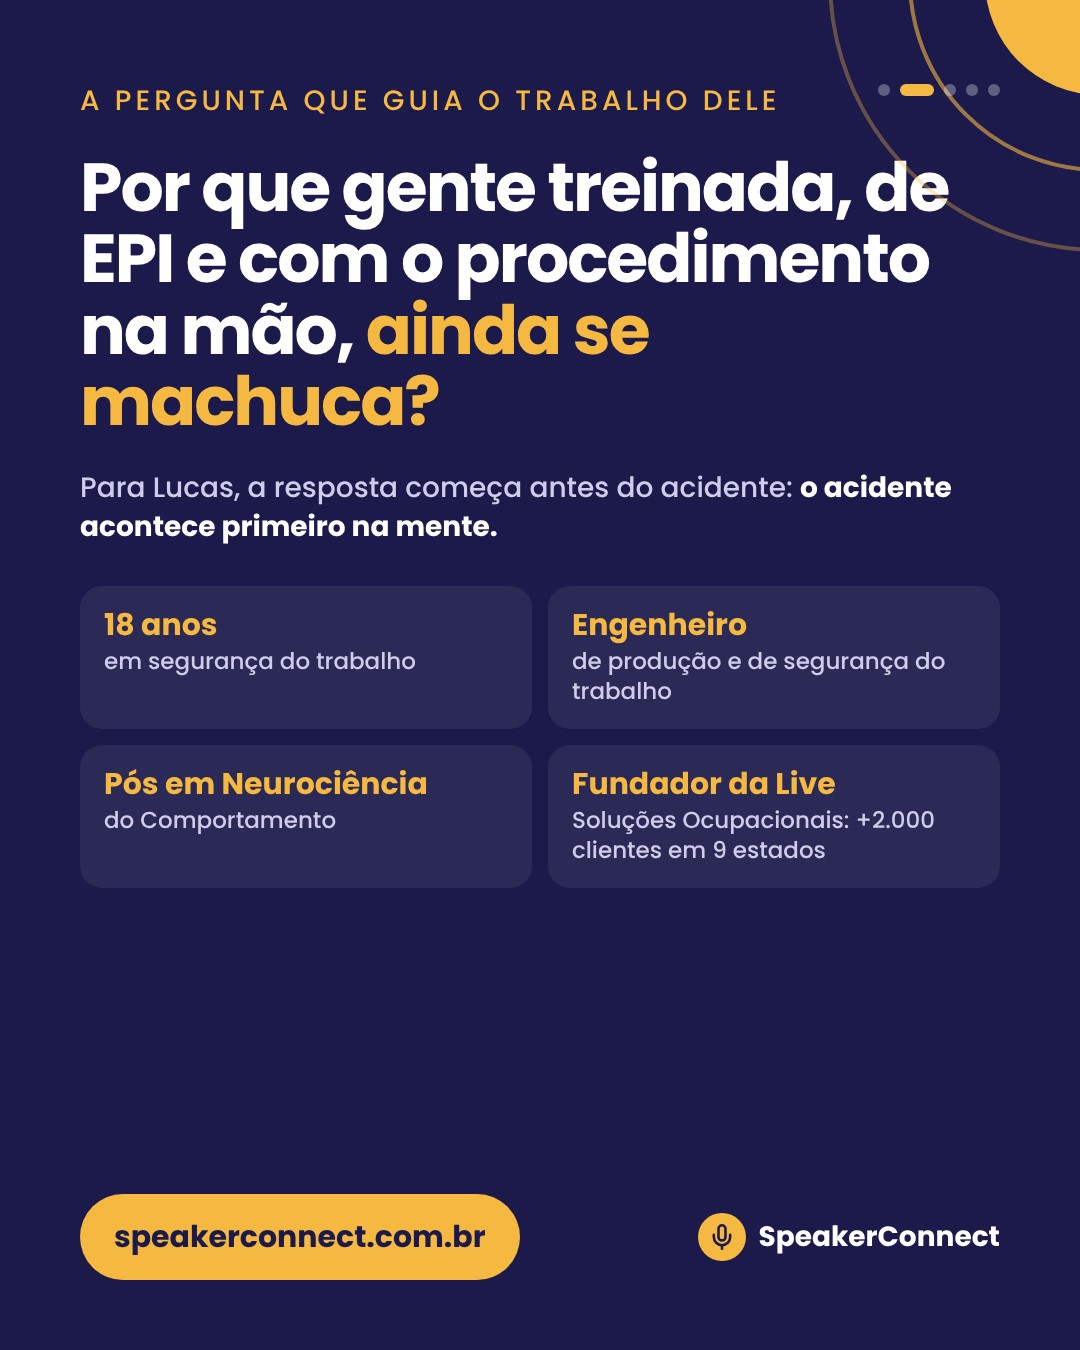 A PERGUNTA QUE GUIA O TRABALHO DELE
Por que gente treinada, de
EPI e com o procedimento
na mão, ainda se
machuca?
Para Lucas, a resposta começa antes do acidente: o acidente
acontece primeiro na mente.
18 anos
em segurança do trabalho
Engenheiro
de produção e de segurança do
trabalho
Pós em Neurociência
do Comportamento
Fundador da Live
Soluções Ocupacionais: +2.000
clientes em 9 estados
speakerconnect.com.br
SpeakerConnect